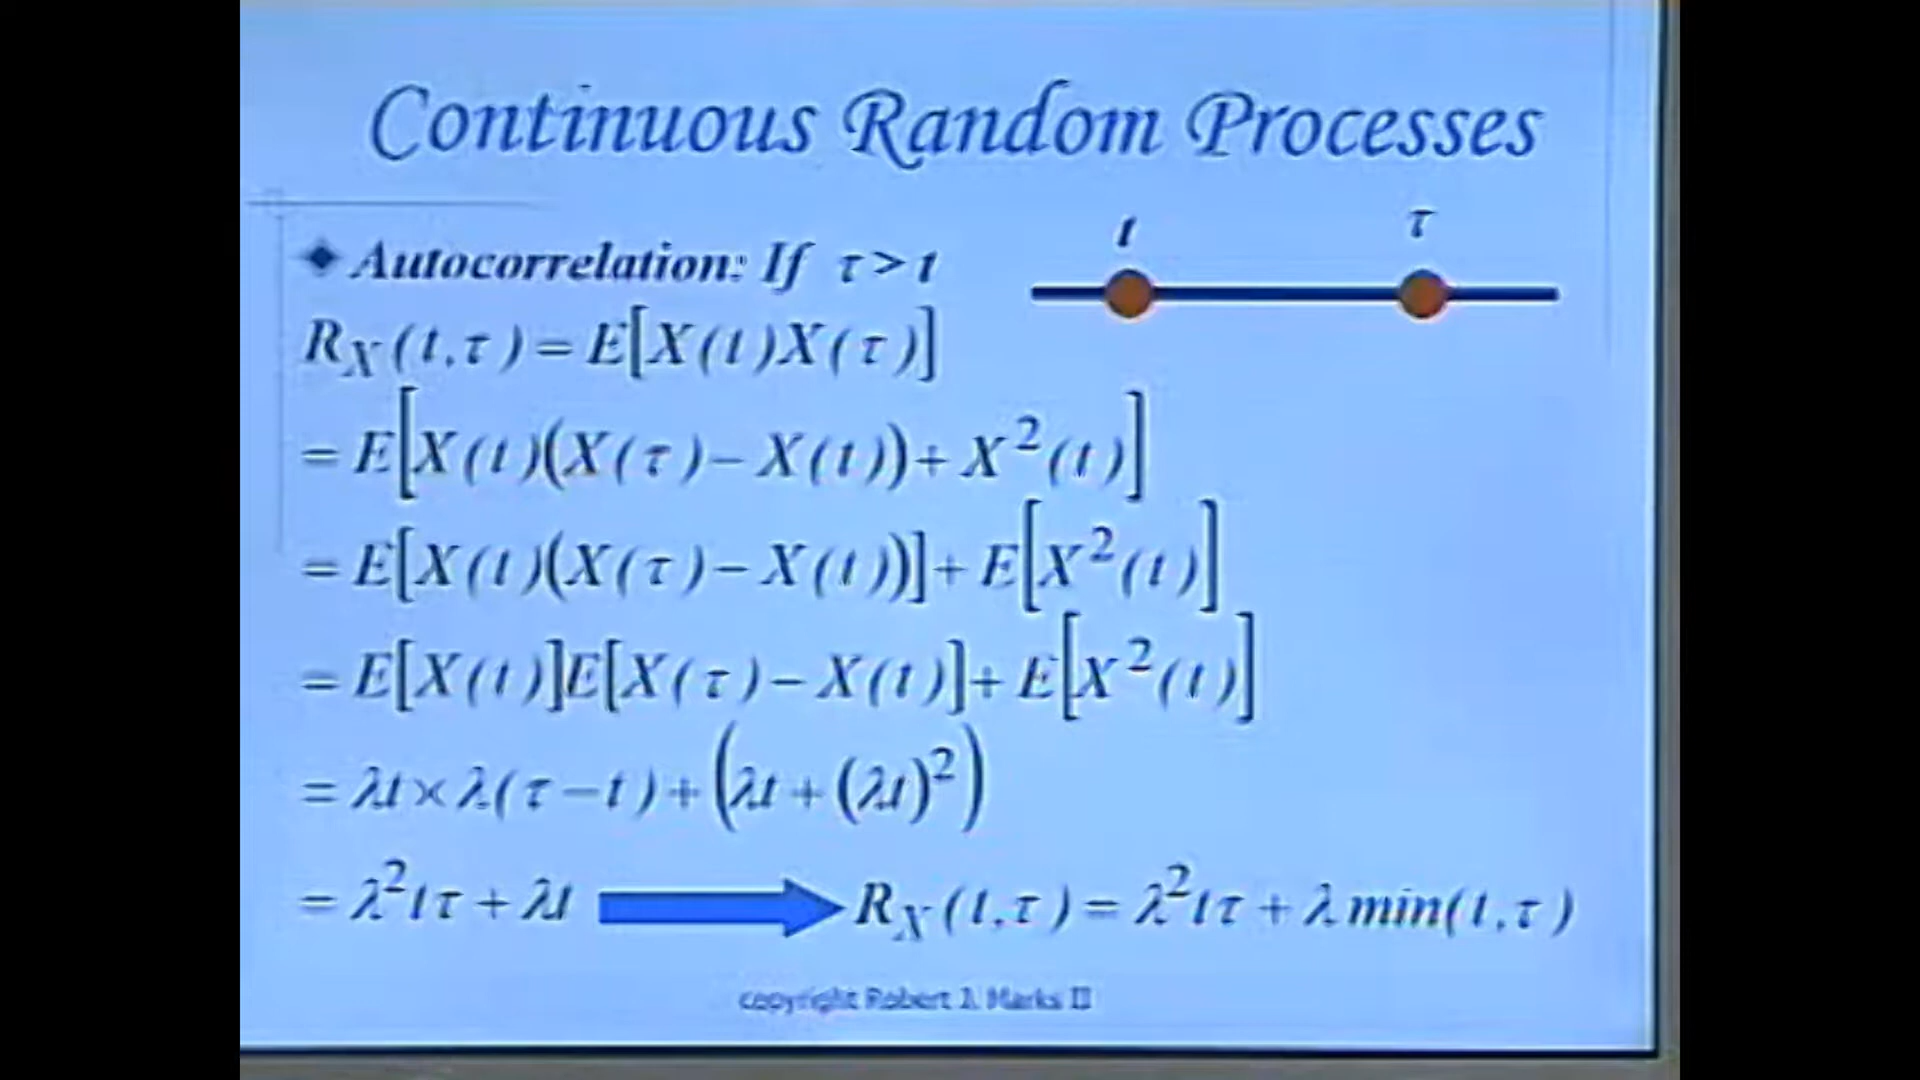 Continuous Random Processes
t τ
Autocorrelation: If τ > t
R_X(t,τ) = E[X(t)X(τ)]
= E[X(t)(X(τ) − X(t)) + X²(t)]
= E[X(t)(X(τ) − X(t))] + E[X²(t)]
= E[X(t)]E[X(τ) − X(t)] + E[X²(t)]
= λt × λ(τ − t) + (λt + (λt)²)
= λ²tτ + λt R_X(t,τ) = λ²tτ + λ min(t,τ)
copyright Robert J. Marks II